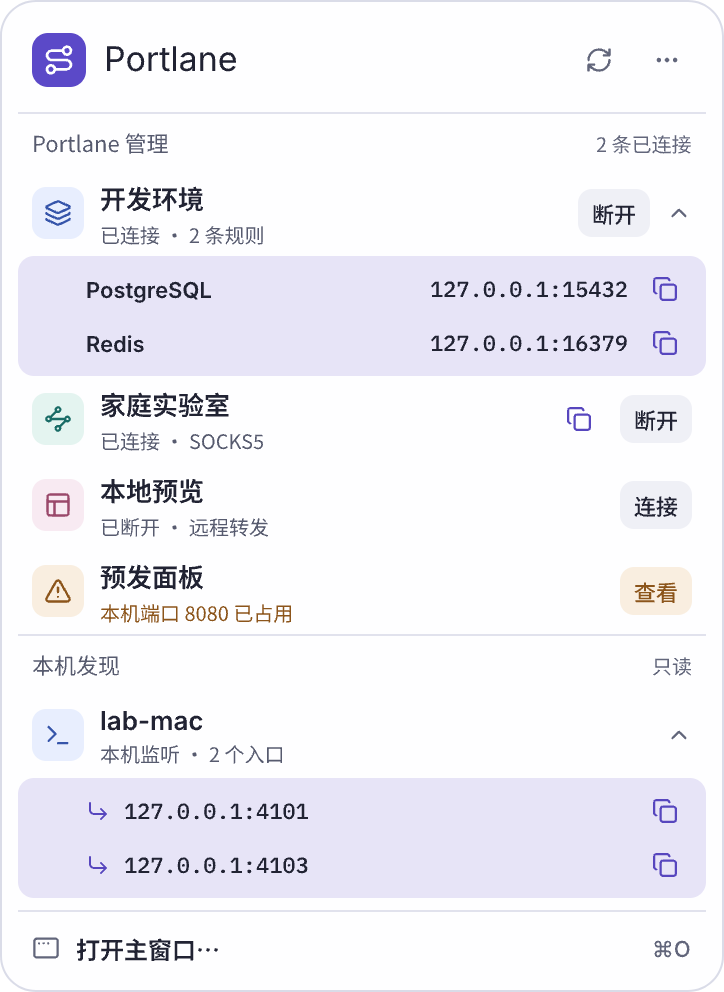 Portlane
Portlane 管理 2 条已连接
开发环境 断开
已连接 · 2 条规则
PostgreSQL 127.0.0.1:15432
Redis 127.0.0.1:16379
家庭实验室 断开
已连接 · SOCKS5
本地预览 连接
已断开 · 远程转发
预发面板 查看
本机端口 8080 已占用
本机发现 只读
lab-mac
本机监听 · 2 个入口
127.0.0.1:4101
127.0.0.1:4103
打开主窗口… ⌘O